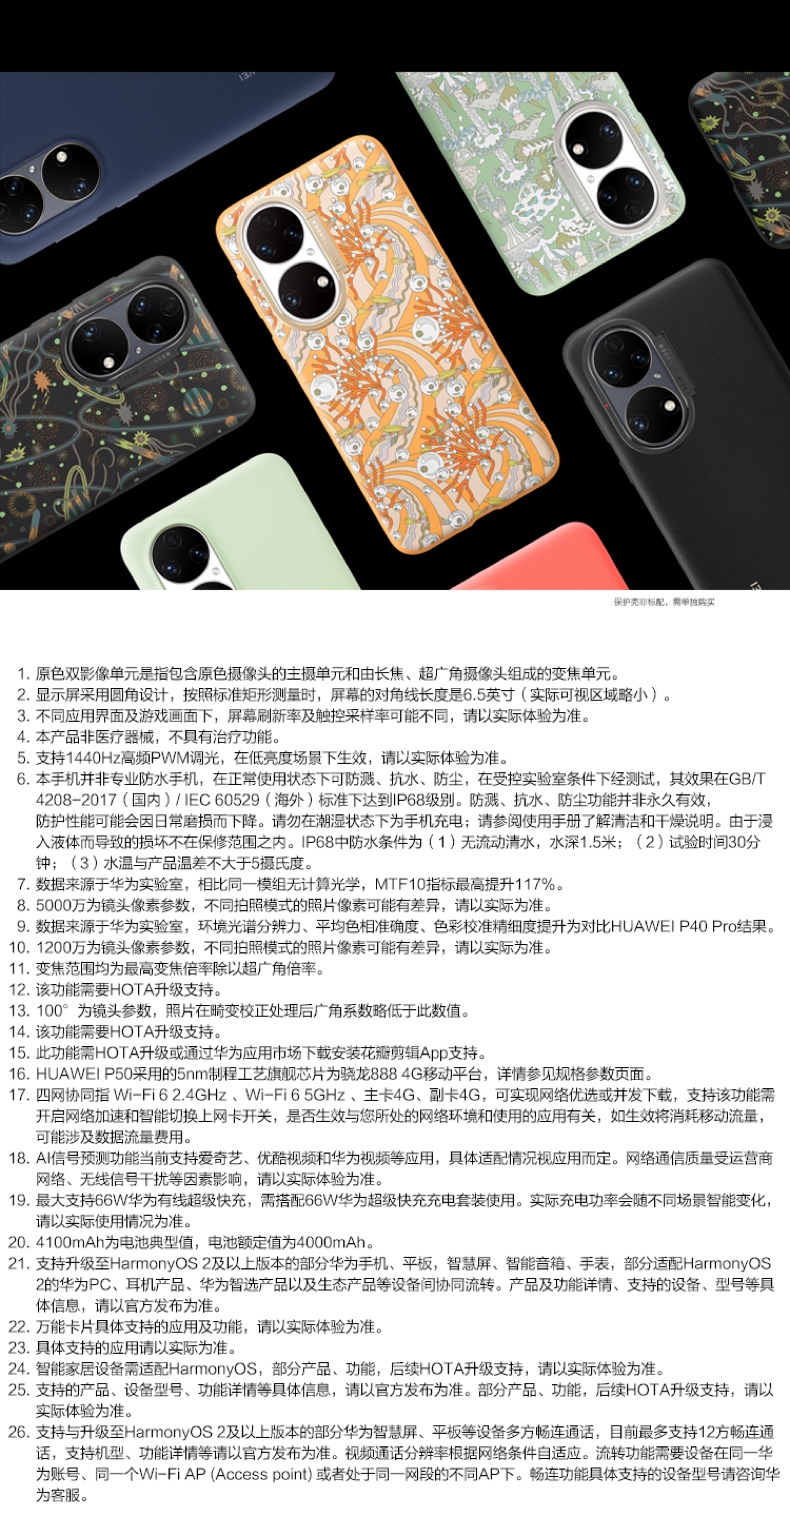 保护壳非标配，需单独购买
1. 原色双影像单元是指包含原色摄像头的主摄单元和由长焦、超广角摄像头组成的变焦单元。
2. 显示屏采用圆角设计，按照标准矩形测量时，屏幕的对角线长度是6.5英寸（实际可视区域略小）。
3. 不同应用界面及游戏画面下，屏幕刷新率及触控采样率可能不同，请以实际体验为准。
4. 本产品非医疗器械，不具有治疗功能。
5. 支持1440Hz高频PWM调光，在低亮度场景下生效，请以实际体验为准。
6. 本手机并非专业防水手机，在正常使用状态下可防溅、抗水、防尘，在受控实验室条件下经测试，其效果在GB/T
4208-2017（国内）/ IEC 60529（海外）标准下达到IP68级别。防溅、抗水、防尘功能并非永久有效，
防护性能可能会因日常磨损而下降。请勿在潮湿状态下为手机充电；请参阅使用手册了解清洁和干燥说明。由于浸
入液体而导致的损坏不在保修范围之内。IP68中防水条件为（1）无流动清水，水深1.5米；（2）试验时间30分
钟；（3）水温与产品温差不大于5摄氏度。
7. 数据来源于华为实验室，相比同一模组无计算光学，MTF10指标最高提升117%。
8. 5000万为镜头像素参数，不同拍照模式的照片像素可能有差异，请以实际为准。
9. 数据来源于华为实验室，环境光谱分辨力、平均色相准确度、色彩校准精细度提升为对比HUAWEI P40 Pro结果。
10. 1200万为镜头像素参数，不同拍照模式的照片像素可能有差异，请以实际为准。
11. 变焦范围均为最高变焦倍率除以超广角倍率。
12. 该功能需要HOTA升级支持。
13. 100°为镜头参数，照片在畸变校正处理后广角系数略低于此数值。
14. 该功能需要HOTA升级支持。
15. 此功能需HOTA升级或通过华为应用市场下载安装花瓣剪辑App支持。
16. HUAWEI P50采用的5nm制程工艺旗舰芯片为骁龙888 4G移动平台，详情参见规格参数页面。
17. 四网协同指 Wi-Fi 6 2.4GHz 、Wi-Fi 6 5GHz 、主卡4G、副卡4G，可实现网络优选或并发下载，支持该功能需
开启网络加速和智能切换上网卡开关，是否生效与您所处的网络环境和使用的应用有关，如生效将消耗移动流量，
可能涉及数据流量费用。
18. AI信号预测功能当前支持爱奇艺、优酷视频和华为视频等应用，具体适配情况视应用而定。网络通信质量受运营商
网络、无线信号干扰等因素影响，请以实际体验为准。
19. 最大支持66W华为有线超级快充，需搭配66W华为超级快充充电套装使用。实际充电功率会随不同场景智能变化，
请以实际使用情况为准。
20. 4100mAh为电池典型值，电池额定值为4000mAh。
21. 支持升级至HarmonyOS 2及以上版本的部分华为手机、平板，智慧屏、智能音箱、手表，部分适配HarmonyOS
2的华为PC、耳机产品、华为智选产品以及生态产品等设备间协同流转。产品及功能详情、支持的设备、型号等具
体信息，请以官方发布为准。
22. 万能卡片具体支持的应用及功能，请以实际体验为准。
23. 具体支持的应用请以实际为准。
24. 智能家居设备需适配HarmonyOS，部分产品、功能，后续HOTA升级支持，请以实际体验为准。
25. 支持的产品、设备型号、功能详情等具体信息，请以官方发布为准。部分产品、功能，后续HOTA升级支持，请以
实际体验为准。
26. 支持与升级至HarmonyOS 2及以上版本的部分华为智慧屏、平板等设备多方畅连通话，目前最多支持12方畅连通
话，支持机型、功能详情等请以官方发布为准。视频通话分辨率根据网络条件自适应。流转功能需要设备在同一华
为账号、同一个Wi-Fi AP (Access point) 或者处于同一网段的不同AP下。畅连功能具体支持的设备型号请咨询华
为客服。